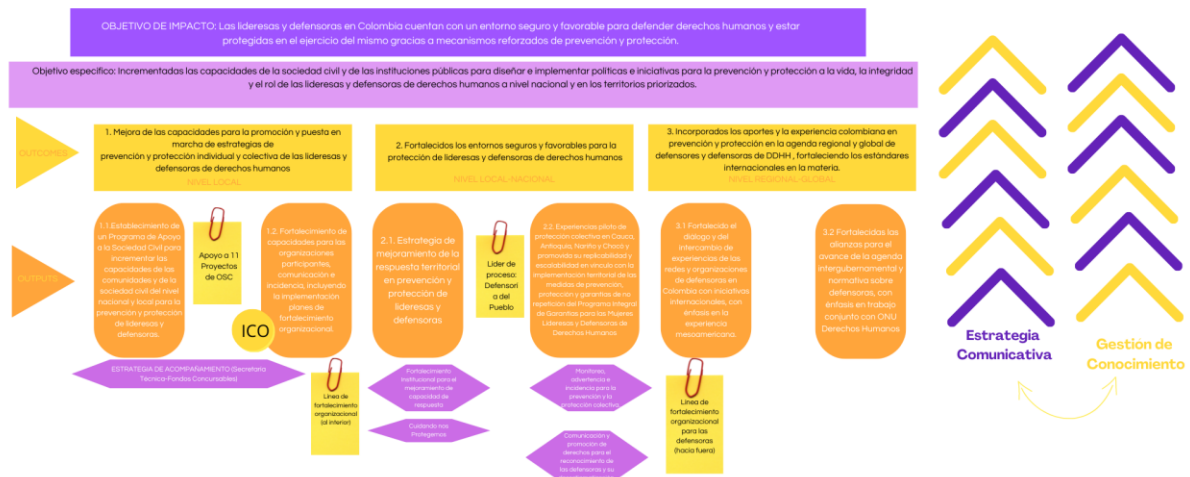 OBJETIVO DE IMPACTO: Las lideresas y defensoras en Colombia cuentan con un entorno seguro y favorable para defender derechos humanos y estar
protegidas en el ejercicio del mismo gracias a mecanismos reforzados de prevención y protección.
Objetivo específico: Incrementadas las capacidades de la sociedad civil y de las instituciones públicas para diseñar e implementar políticas e iniciativas para la prevención y protección a la vida, la integridad
y el rol de las lideresas y defensoras de derechos humanos a nivel nacional y en los territorios priorizados.
OUTCOMES
1. Mejora de las capacidades para la promoción y puesta en
marcha de estrategias de
prevención y protección individual y colectiva de las lideresas y
defensoras de derechos humanos
NIVEL LOCAL
2. Fortalecidos los entornos seguros y favorables para la
protección de lideresas y defensoras de derechos humanos
NIVEL LOCAL-NACIONAL
3. Incorporados los aportes y la experiencia colombiana en
prevención y protección en la agenda regional y global de
defensores y defensoras de DDHH , fortaleciendo los estándares
internacionales en la materia.
NIVEL REGIONAL-GLOBAL
OUTPUTS
1.1 Establecimiento de
un Programa de Apoyo
a la Sociedad Civil para
incrementar las
capacidades de las
comunidades y de la
sociedad civil del nivel
nacional y local para la
prevención y protección
de lideresas y
defensoras.
Apoyo a 11
Proyectos
de OSC
1.2. Fortalecimiento de
capacidades para las
organizaciones
participantes,
comunicación e
incidencia, incluyendo
la implementación
planes de
fortalecimiento
organizacional.
ICO
2.1. Estrategia de
mejoramiento de la
respuesta territorial
en prevención y
protección de
lideresas y
defensoras
Lider de
proceso:
Defensorí
a del
Pueblo
2.2. Experiencias piloto de
protección colectiva en Cauca,
Antioquia, Nariño y Choco y
promovida su replicabilidad y
escalabilidad en vínculo con la
implementación territorial de las
medidas de prevención,
protección y garantías de no
repetición del Programa Integral
de Garantías para las Mujeres
Lideresas y Defensoras de
Derechos Humanos
3.1 Fortalecido el
diálogo y del
intercambio de
experiencias de las
redes y organizaciones
de defensoras en
Colombia con iniciativas
internacionales, con
énfasis en la
experiencia
mesoamericana.
3.2 Fortalecidas las
alianzas para el
avance de la agenda
intergubernamental y
normativa sobre
defensoras, con
énfasis en trabajo
conjunto con ONU
Derechos Humanos
ESTRATEGIA DE ACOMPAÑAMIENTO (Secretaria
Técnica-Fondos Concursables)
Línea de
fortalecimiento
organizacional
(al interior)
Fortalecimiento
institucional para el
mejoramiento de
capacidad de
respuesta
Cuidando nos
Protegemos
Monitoreo,
advertencia e
incidencia para la
prevención y la
protección colectiva.
Comunicación y
promoción de
derechos para el
reconocimiento de
las defensoras y su
Línea de
fortalecimiento
organizacional
para las
defensoras
(hacia fuera)
Estrategia
Comunicativa
Gestión de
Conocimiento